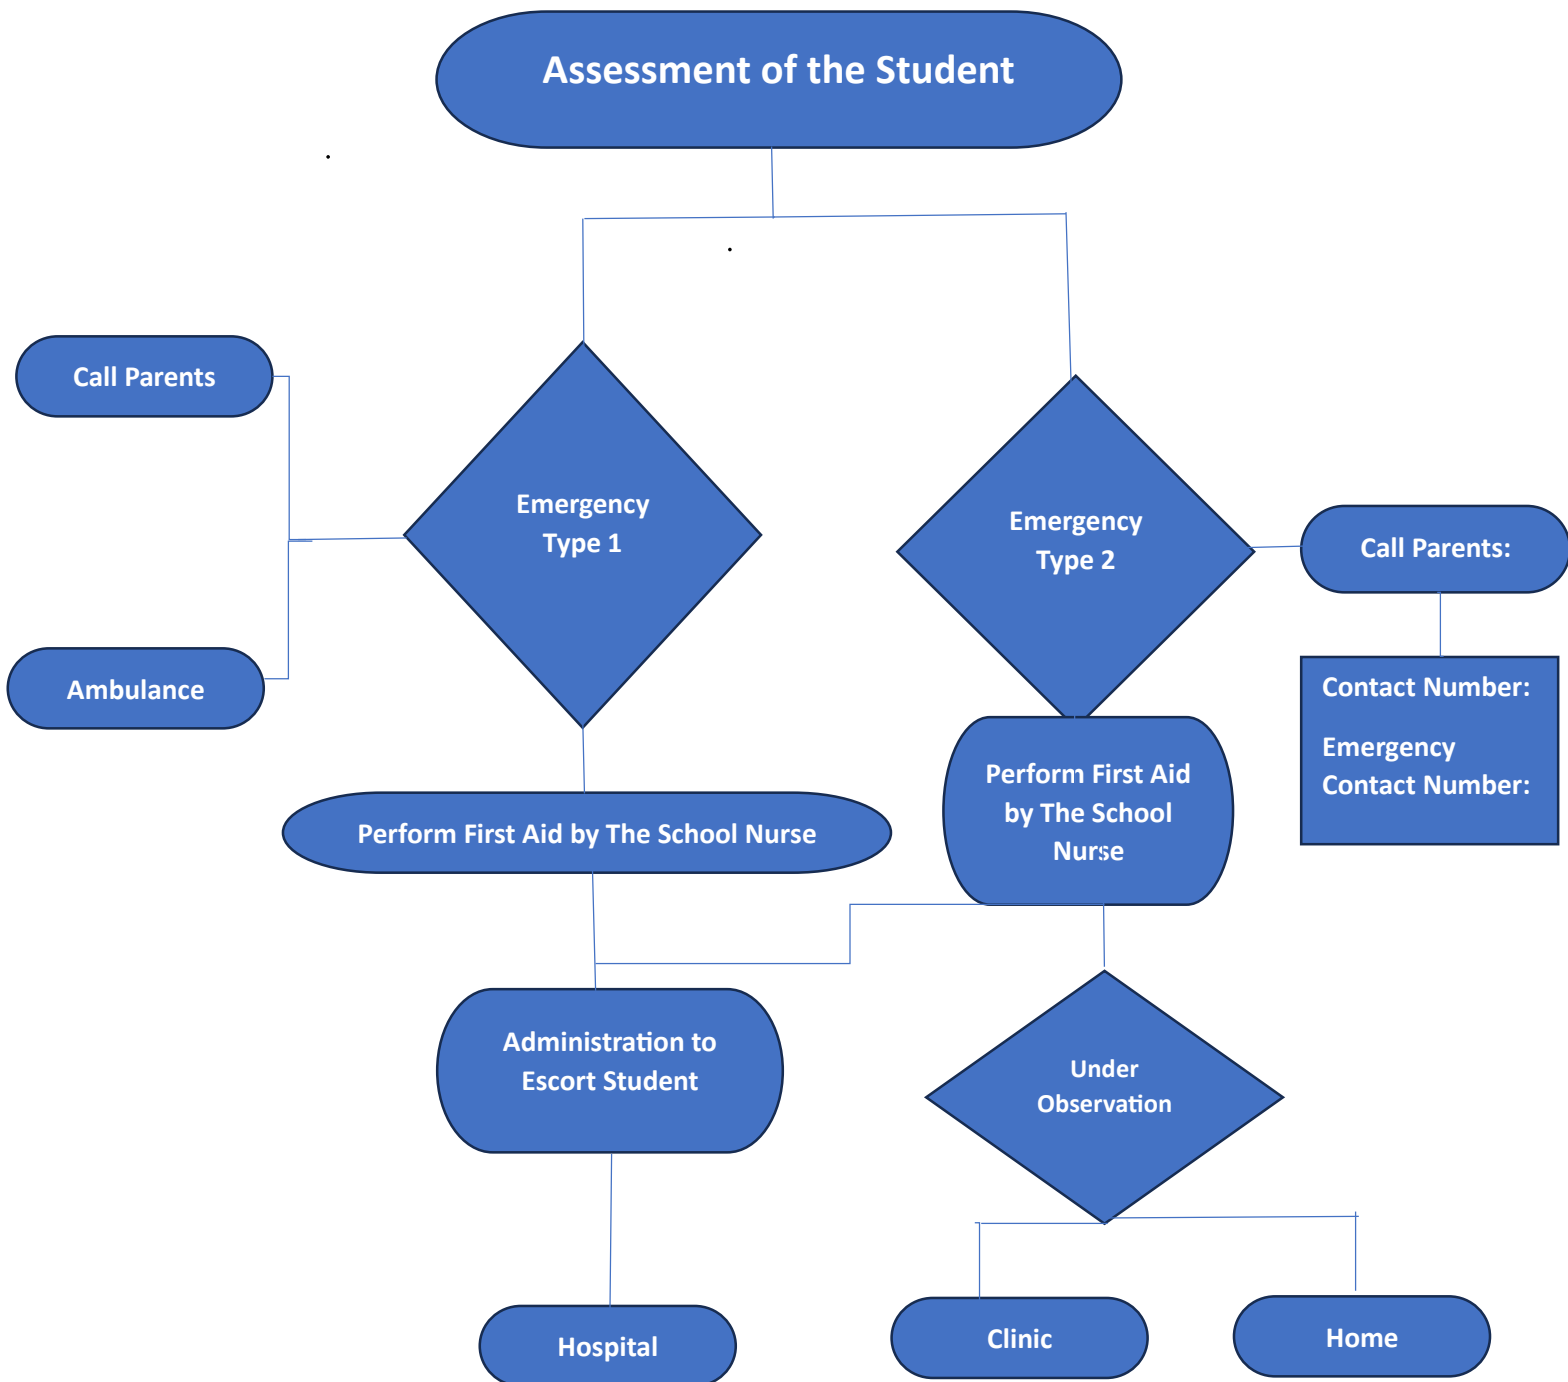 Assessment of the Student
Call Parents
Emergency
Type 1
Emergency
Type 2
Call Parents:
Ambulance
Contact Number:
Emergency
Contact Number:
Perform First Aid by The School Nurse
Perform First Aid
by The School
Nurse
Administration to
Escort Student
Under
Observation
Hospital
Clinic
Home